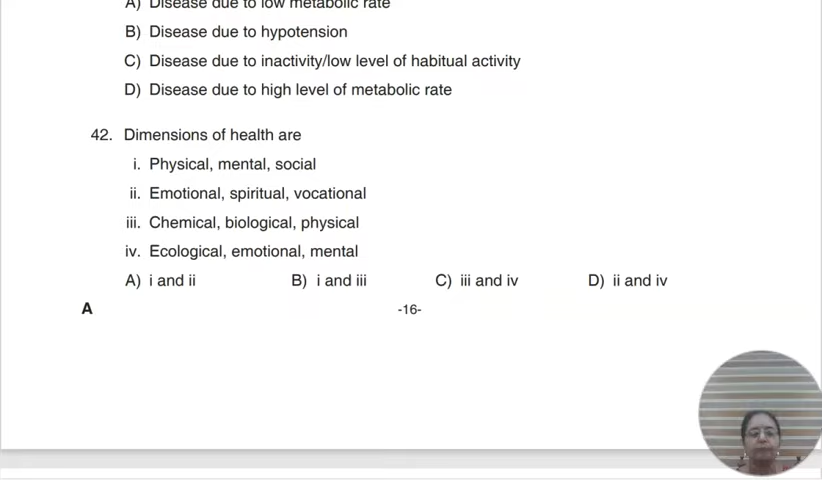 A) Disease due to low metabolic rate
B) Disease due to hypotension
C) Disease due to inactivity/low level of habitual activity
D) Disease due to high level of metabolic rate
42. Dimensions of health are
i. Physical, mental, social
ii. Emotional, spiritual, vocational
iii. Chemical, biological, physical
iv. Ecological, emotional, mental
A) i and ii B) i and iii C) iii and iv D) ii and iv
A -16-